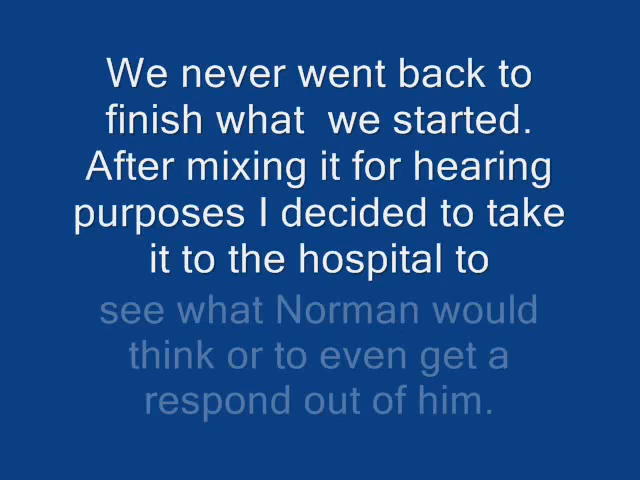 We never went back to
finish what  we started.
After mixing it for hearing
purposes I decided to take
it to the hospital to
see what Norman would
think or to even get a
respond out of him.